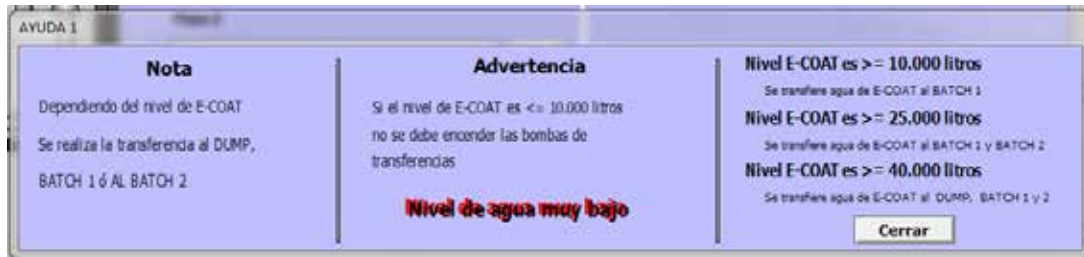 AYUDA 1
Nota
Dependiendo del nivel de E-COAT
Se realiza la transferencia al DUMP,
BATCH 1 ó AL BATCH 2
Advertencia
Si el nivel de E-COAT es <= 10.000 litros
no se debe encender las bombas de
transferencias
Nivel de agua muy bajo
Nivel E-COAT es >= 10.000 litros
Se transfiere agua de E-COAT al BATCH 1
Nivel E-COAT es >= 25.000 litros
Se transfiere agua de E-COAT al BATCH 1 y BATCH 2
Nivel E-COAT es >= 40.000 litros
Se transfiere agua de E-COAT al DUMP, BATCH 1 y 2
Cerrar